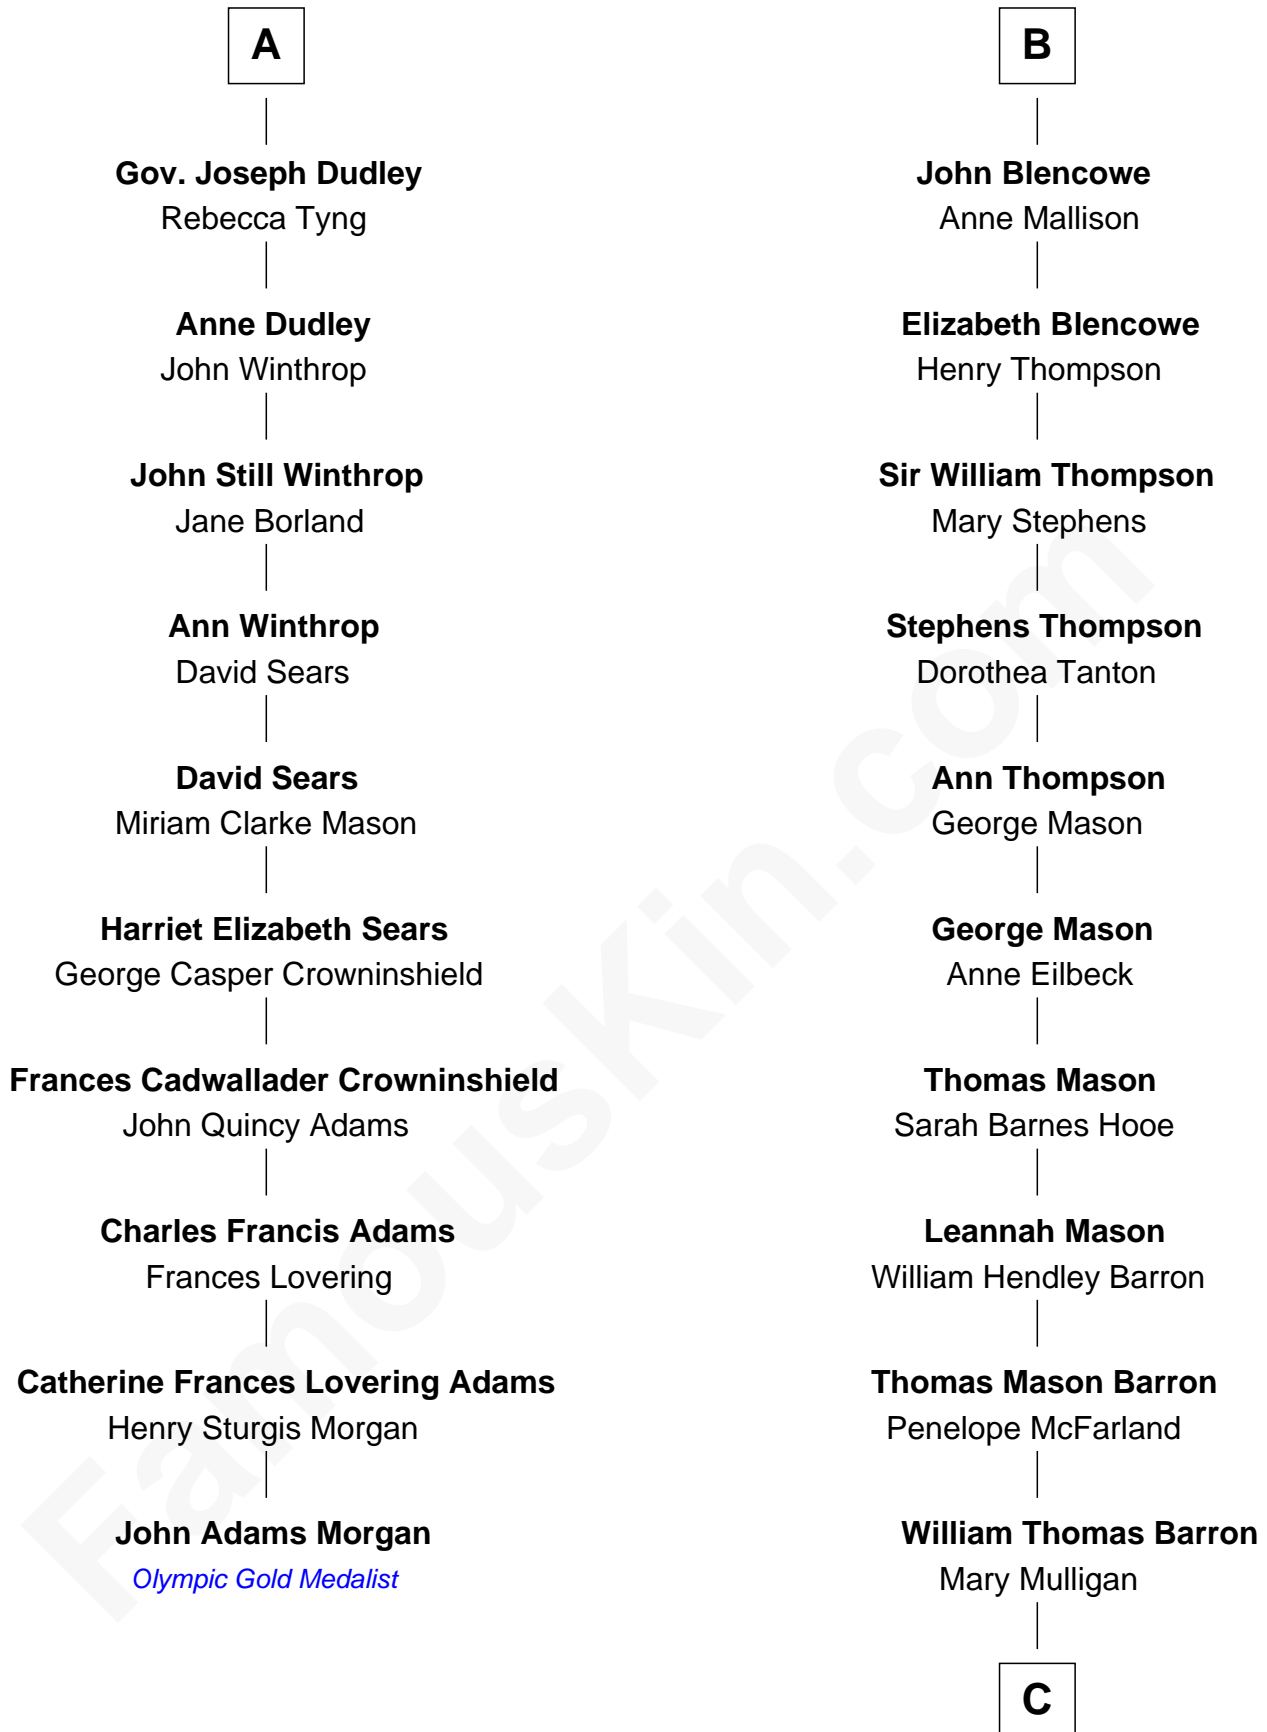 A
Gov. Joseph Dudley
Rebecca Tyng
Anne Dudley
John Winthrop
John Still Winthrop
Jane Borland
Ann Winthrop
David Sears
David Sears
Miriam Clarke Mason
Harriet Elizabeth Sears
George Casper Crowninshield
Frances Cadwallader Crowninshield
John Quincy Adams
Charles Francis Adams
Frances Lovering
Catherine Frances Lovering Adams
Henry Sturgis Morgan
John Adams Morgan
Olympic Gold Medalist
B
John Blencowe
Anne Mallison
Elizabeth Blencowe
Henry Thompson
Sir William Thompson
Mary Stephens
Stephens Thompson
Dorothea Tanton
Ann Thompson
George Mason
George Mason
Anne Eilbeck
Thomas Mason
Sarah Barnes Hooe
Leannah Mason
William Hendley Barron
Thomas Mason Barron
Penelope McFarland
William Thomas Barron
Mary Mulligan
C
FamousKin.com